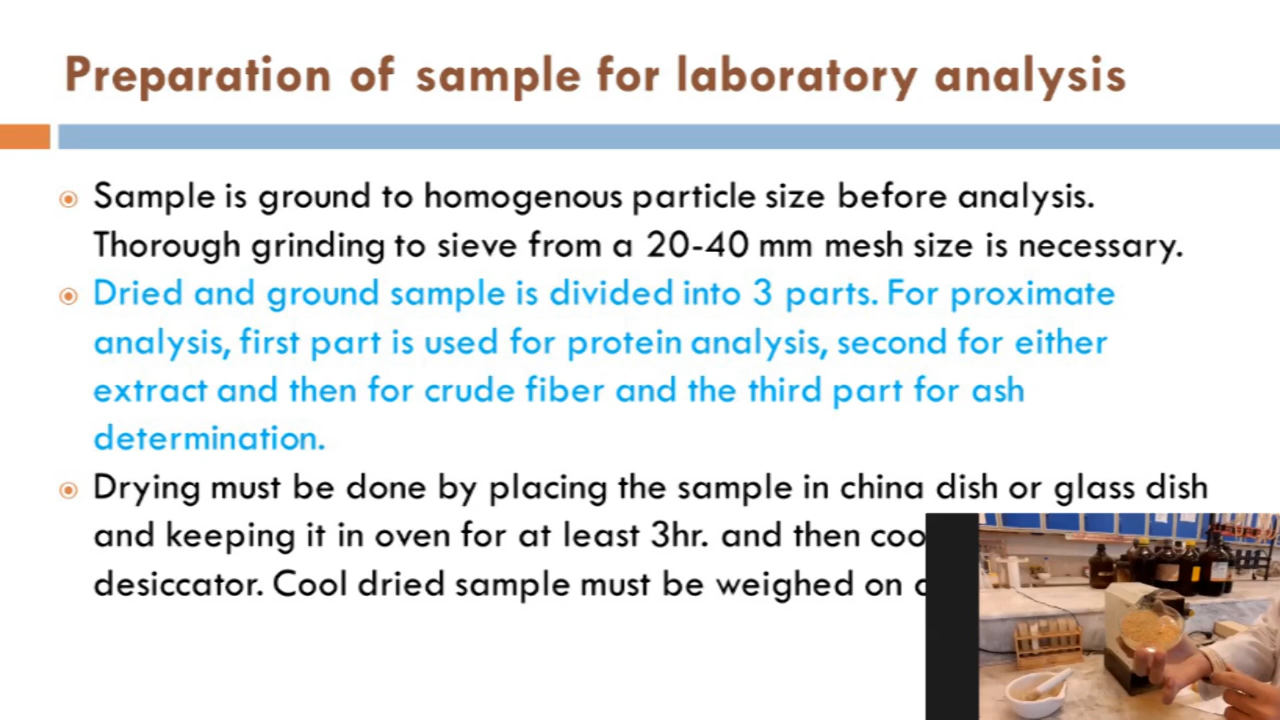 Preparation of sample for laboratory analysis
Sample is ground to homogenous particle size before analysis.
Thorough grinding to sieve from a 20-40 mm mesh size is necessary.
Dried and ground sample is divided into 3 parts. For proximate
analysis, first part is used for protein analysis, second for either
extract and then for crude fiber and the third part for ash
determination.
Drying must be done by placing the sample in china dish or glass dish
and keeping it in oven for at least 3hr. and then
desiccator. Cool dried sample must be weighed on